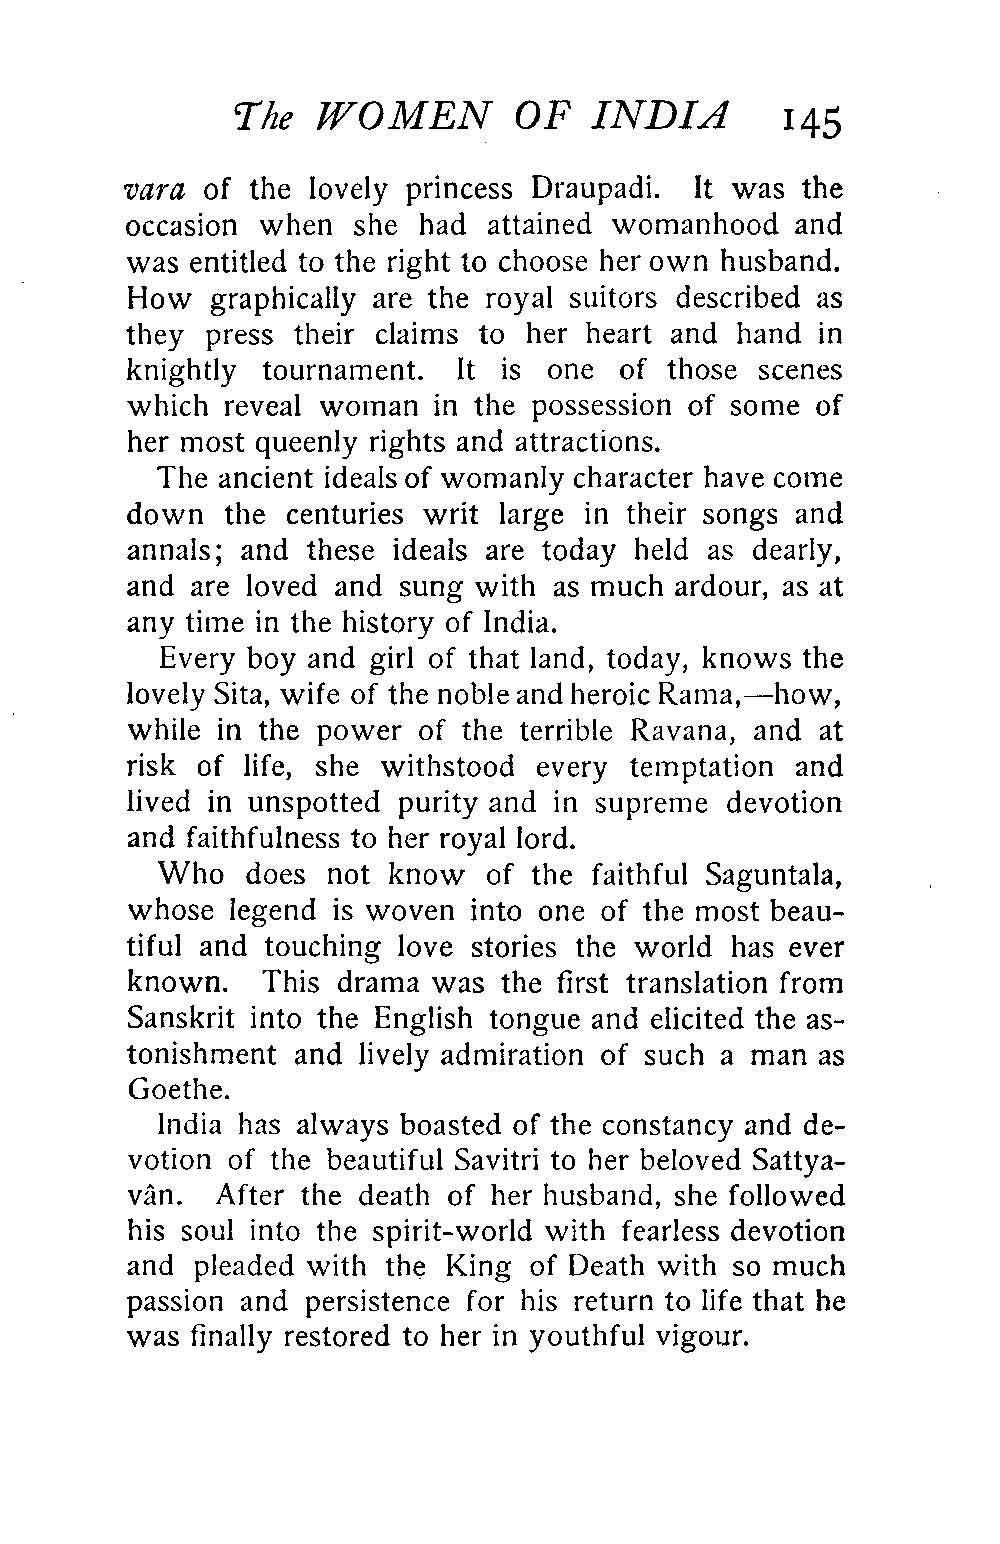 The WOMEN OF INDIA 145
vara of the lovely princess Draupadi. It was the
occasion when she had attained womanhood and
was entitled to the right to choose her own husband.
How graphically are the royal suitors described as
they press their claims to her heart and hand in
knightly tournament. It is one of those scenes
which reveal woman in the possession of some of
her most queenly rights and attractions.
The ancient ideals of womanly character have come
down the centuries writ large in their songs and
annals; and these ideals are today held as dearly,
and are loved and sung with as much ardour, as at
any time in the history of India.
Every boy and girl of that land, today, knows the
lovely Sita, wife of the noble and heroic Rama,—how,
while in the power of the terrible Ravana, and at
risk of life, she withstood every temptation and
lived in unspotted purity and in supreme devotion
and faithfulness to her royal lord.
Who does not know of the faithful Saguntala,
whose legend is woven into one of the most beau-
tiful and touching love stories the world has ever
known. This drama was the first translation from
Sanskrit into the English tongue and elicited the as-
tonishment and lively admiration of such a man as
Goethe.
India has always boasted of the constancy and de-
votion of the beautiful Savitri to her beloved Sattya-
vân. After the death of her husband, she followed
his soul into the spirit-world with fearless devotion
and pleaded with the King of Death with so much
passion and persistence for his return to life that he
was finally restored to her in youthful vigour.